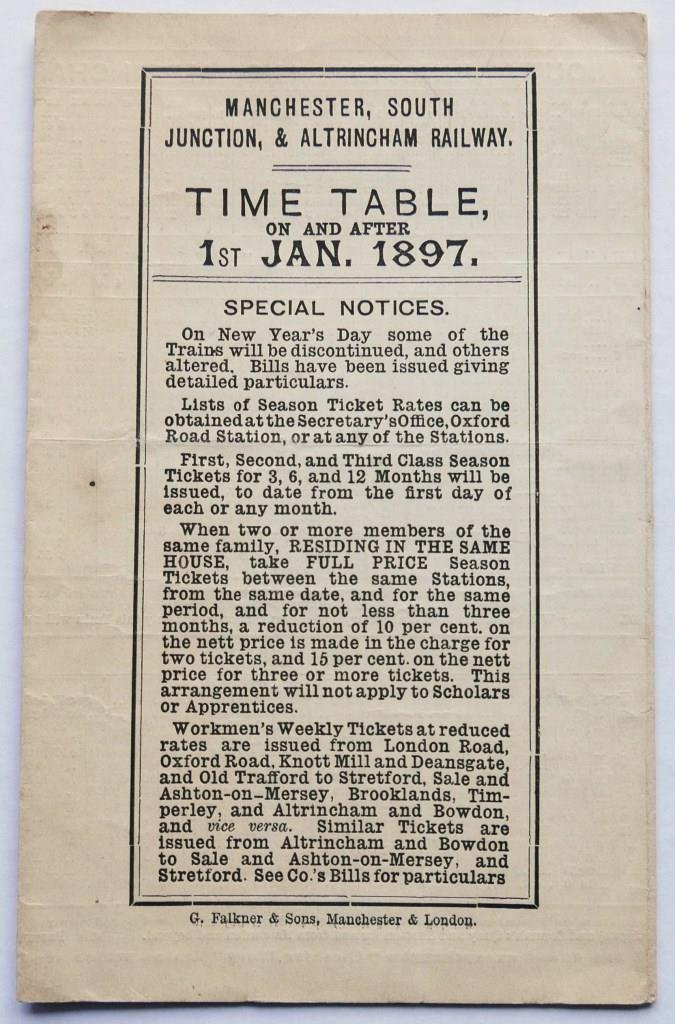 MANCHESTER, SOUTH
JUNCTION, & ALTRINCHAM RAILWAY.
TIME TABLE,
ON AND AFTER
1ST JAN. 1897.
SPECIAL NOTICES.
On New Year's Day some of the
Trains will be discontinued, and others
altered. Bills have been issued giving
detailed particulars.
Lists of Season Ticket Rates can be
obtained at the Secretary's Office, Oxford
Road Station, or at any of the Stations.
First, Second, and Third Class Season
Tickets for 3, 6, and 12 Months will be
issued, to date from the first day of
each or any month.
When two or more members of the
same family, RESIDING IN THE SAME
HOUSE, take FULL PRICE Season
Tickets between the same Stations,
from the same date, and for the same
period, and for not less than three
months, a reduction of 10 per cent. on
the nett price is made in the charge for
two tickets, and 15 per cent. on the nett
price for three or more tickets. This
arrangement will not apply to Scholars
or Apprentices.
Workmen's Weekly Tickets at reduced
rates are issued from London Road,
Oxford Road, Knott Mill and Deansgate,
and Old Trafford to Stretford, Sale and
Ashton-on-Mersey, Brooklands, Tim-
perley, and Altrincham and Bowdon,
and vice versa. Similar Tickets are
issued from Altrincham and Bowdon
to Sale and Ashton-on-Mersey, and
Stretford. See Co.'s Bills for particulars
G. Falkner & Sons, Manchester & London.